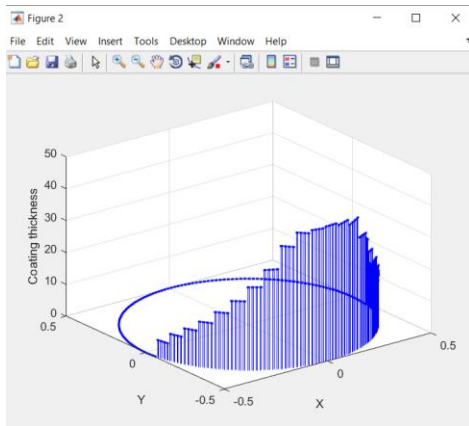 Figure 2
File Edit View Insert Tools Desktop Window Help
50
40
30
20
10
0
Coating thickness
0.5
0
-0.5
Y
-0.5
0
0.5
X